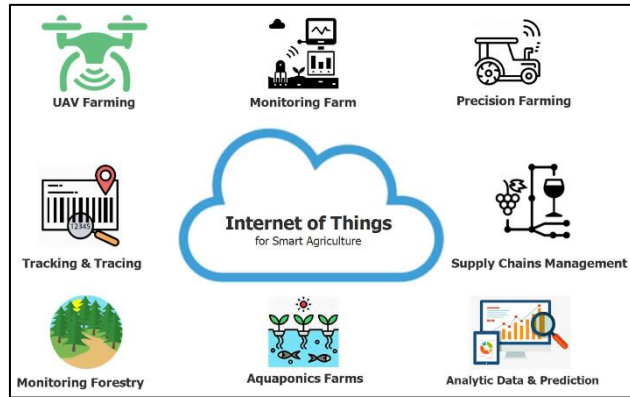 UAV Farming
Monitoring Farm
Precision Farming
Internet of Things
for Smart Agriculture
12345
Tracking & Tracing
Supply Chains Management
Monitoring Forestry
Aquaponics Farms
Analytic Data & Prediction